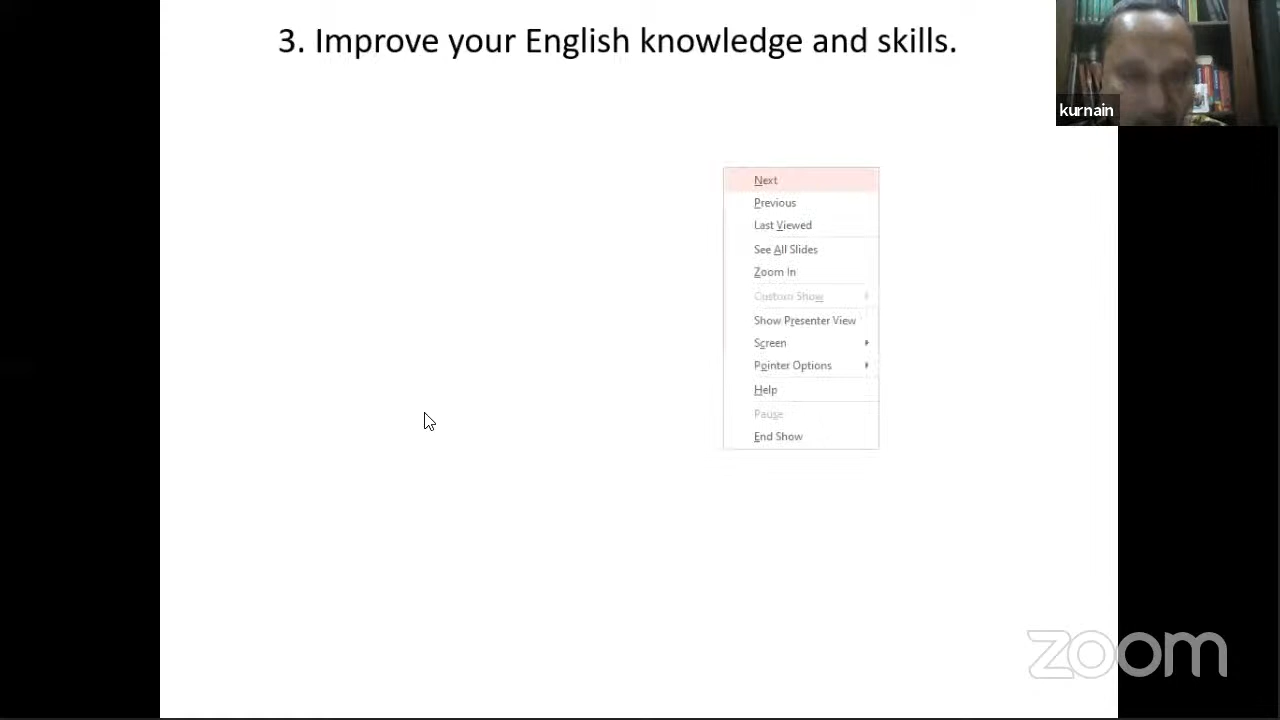 3. Improve your English knowledge and skills.
kurnain
Next
Previous
Last Viewed
See All Slides
Zoom In
Custom Show
Show Presenter View
Screen
Pointer Options
Help
Pause
End Show
zoom